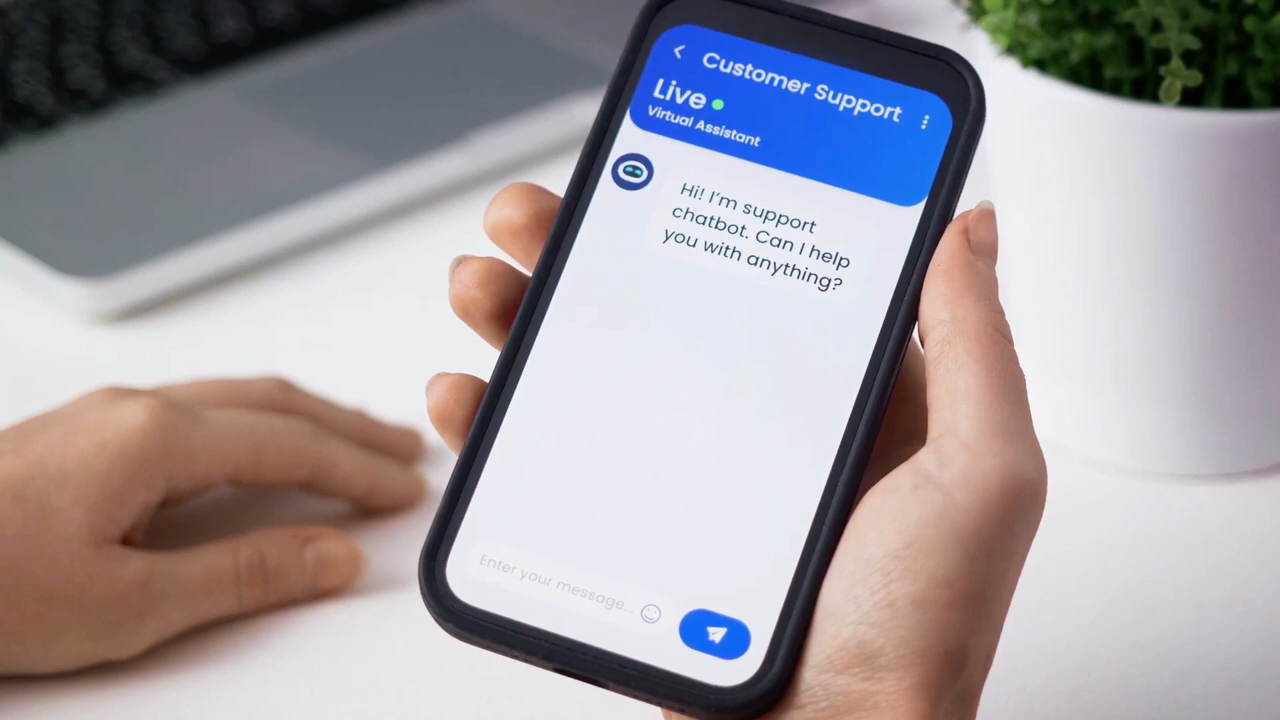 Customer Support
Live
Virtual Assistant
Hi! I'm support
chatbot. Can I help
you with anything?
Enter your message...